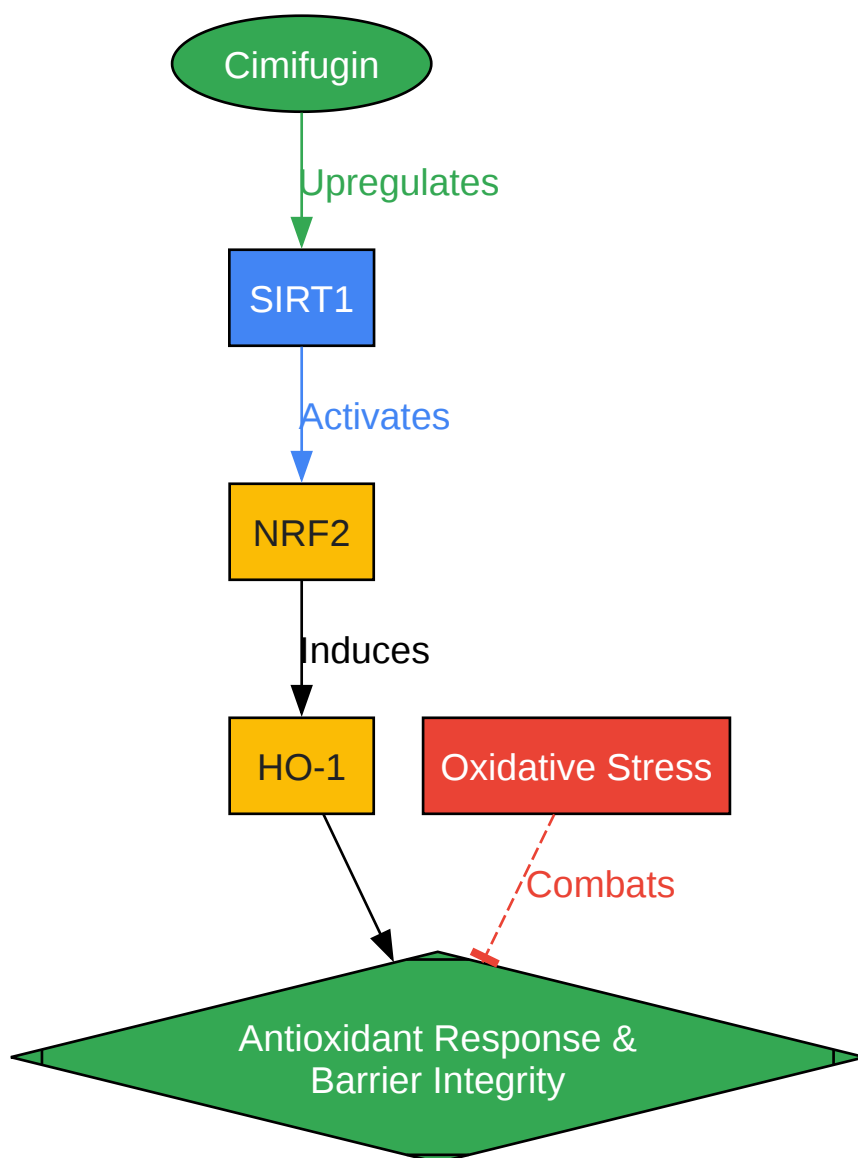 Cimifugin
Upregulates
SIRT1
Activates
NRF2
Induces
HO-1
Oxidative Stress
Combats
Antioxidant Response &
Barrier Integrity